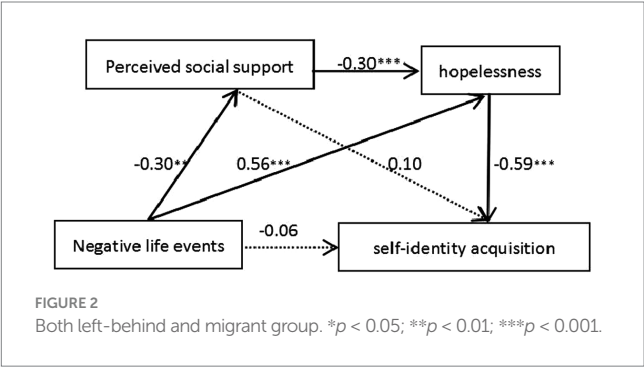 Perceived social support
-0.30***
hopelessness
-0.30**
0.56***
0.10
-0.59***
Negative life events
-0.06
self-identity acquisition
FIGURE 2
Both left-behind and migrant group. *p < 0.05; **p < 0.01; ***p < 0.001.